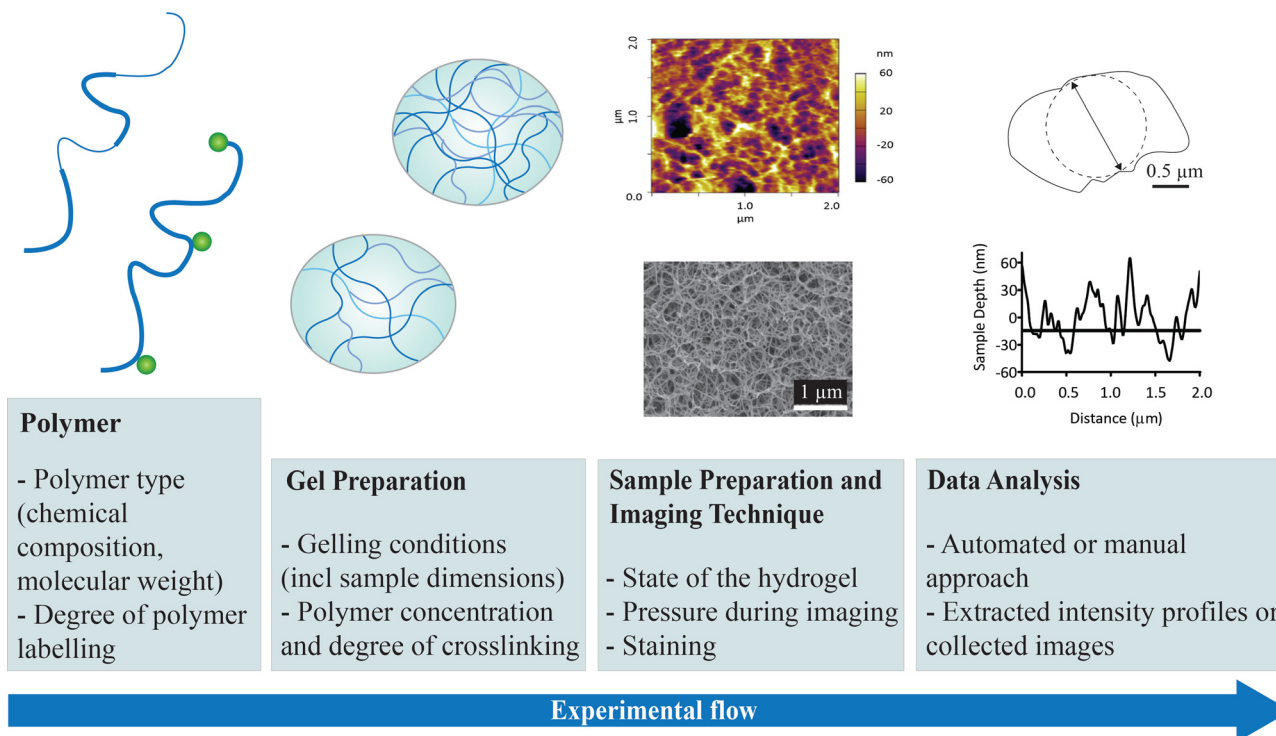 2.0
1.0
0.0
μm
1.0
2.0
μm
nm
60
20
-20
-60
0.5 μm
1 μm
Sample Depth (nm)
60
30
0
-30
-60
0.0
0.5
1.0
1.5
2.0
Distance (μm)
Polymer
- Polymer type
(chemical
composition,
molecular weight)
- Degree of polymer
labelling
Gel Preparation
- Gelling conditions
(incl sample dimensions)
- Polymer concentration
and degree of crosslinking
Sample Preparation and
Imaging Technique
- State of the hydrogel
- Pressure during imaging
- Staining
Data Analysis
- Automated or manual
approach
- Extracted intensity profiles or
collected images
Experimental flow